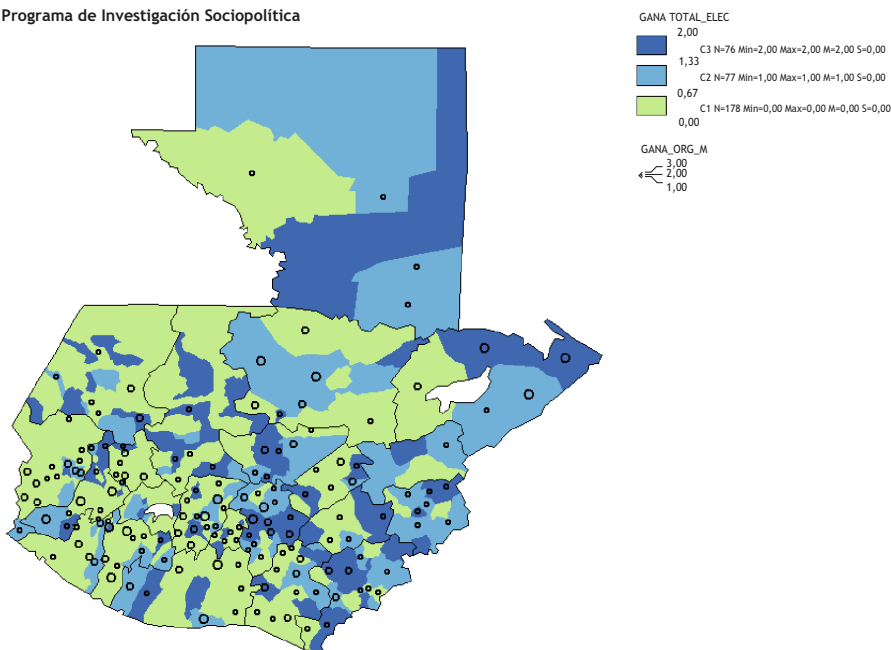 Programa de Investigación Sociopolítica
GANA TOTAL_ELEC
2,00
C3 N=76 Min=2,00 Max=2,00 M=2,00 S=0,00
1,33
C2 N=77 Min=1,00 Max=1,00 M=1,00 S=0,00
0,67
C1 N=178 Min=0,00 Max=0,00 M=0,00 S=0,00
0,00
GANA_ORG_M
3,00
2,00
1,00